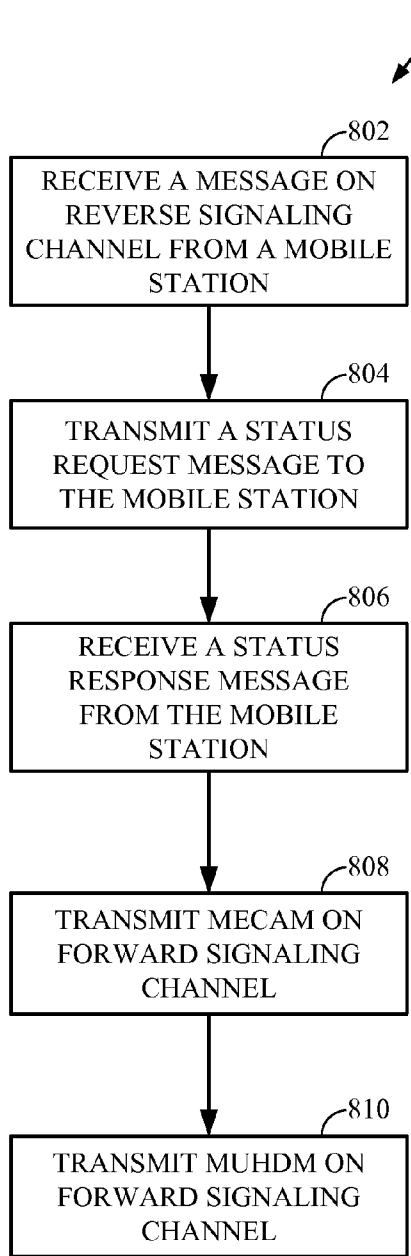 802
RECEIVE A MESSAGE ON
REVERSE SIGNALING
CHANNEL FROM A MOBILE
STATION
804
TRANSMIT A STATUS
REQUEST MESSAGE TO
THE MOBILE STATION
806
RECEIVE A STATUS
RESPONSE MESSAGE
FROM THE MOBILE
STATION
808
TRANSMIT MECAM ON
FORWARD SIGNALING
CHANNEL
810
TRANSMIT MUHDM ON
FORWARD SIGNALING
CHANNEL